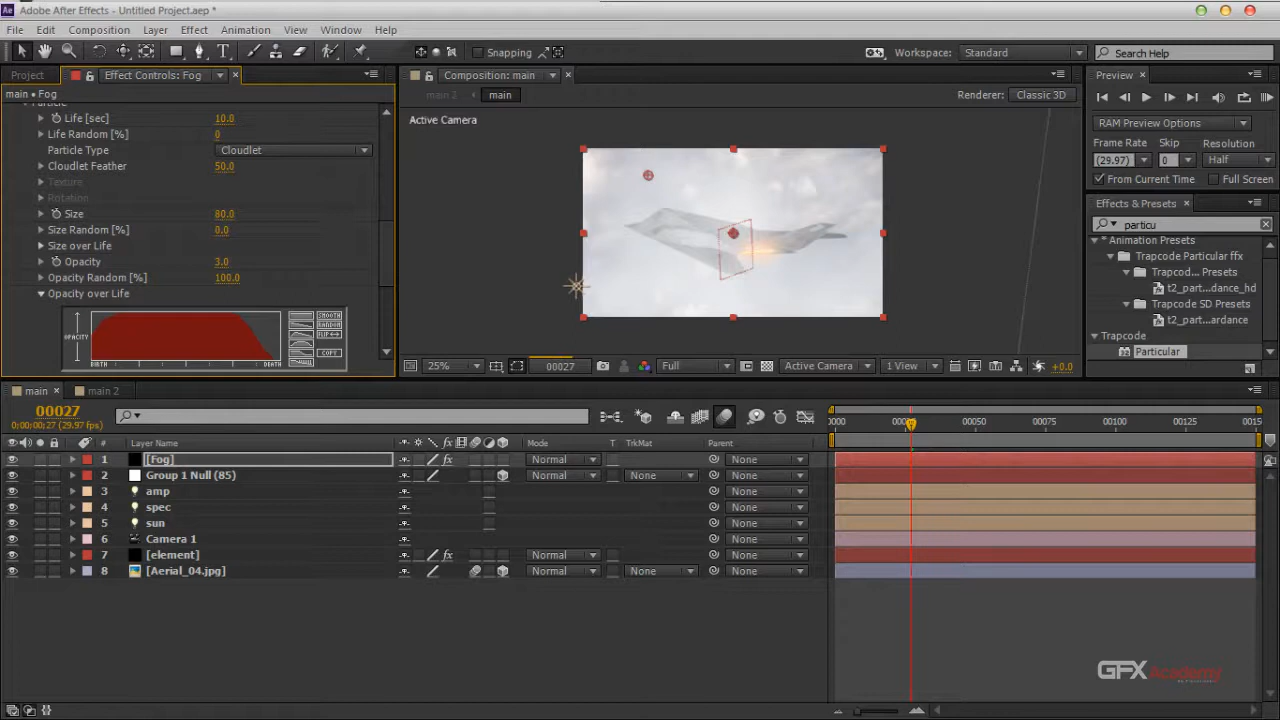 Ae Adobe After Effects - Untitled Project.aep *
File Edit Composition Layer Effect Animation View Window Help
Snapping
Workspace: Standard
Search Help
Project
Effect Controls: Fog
main • Fog
Particle
Life [sec] 10.0
Life Random [%] 0
Particle Type Cloudlet
Cloudlet Feather 50.0
Texture
Rotation
Size 80.0
Size Random [%] 0.0
Size over Life
Opacity 3.0
Opacity Random [%] 100.0
Opacity over Life
OPACITY
SMOOTH
RANDOM
FLIP
COPY
BIRTH DEATH
Composition: main
main 2 main
Renderer: Classic 3D
Active Camera
25% 00027 Full Active Camera 1 View +0.0
Preview
RAM Preview Options
Frame Rate Skip Resolution
(29.97) 0 Half
From Current Time Full Screen
Effects & Presets
particu
* Animation Presets
Trapcode Particular ffx
Trapcod... Presets
t2_part...dance_hd
Trapcode SD Presets
t2_part...ardance
Trapcode
Particular
main main 2
00027
0;00;00;27 (29.97 fps)
# Layer Name Mode T TrkMat Parent
0000 00050 00075 00100 00125 0015
1 [Fog] Normal None
2 Group 1 Null (85) Normal None None
3 amp None
4 spec None
5 sun None
6 Camera 1 None
7 [element] Normal None None
8 [Aerial_04.jpg] Normal None None
GFX Academy